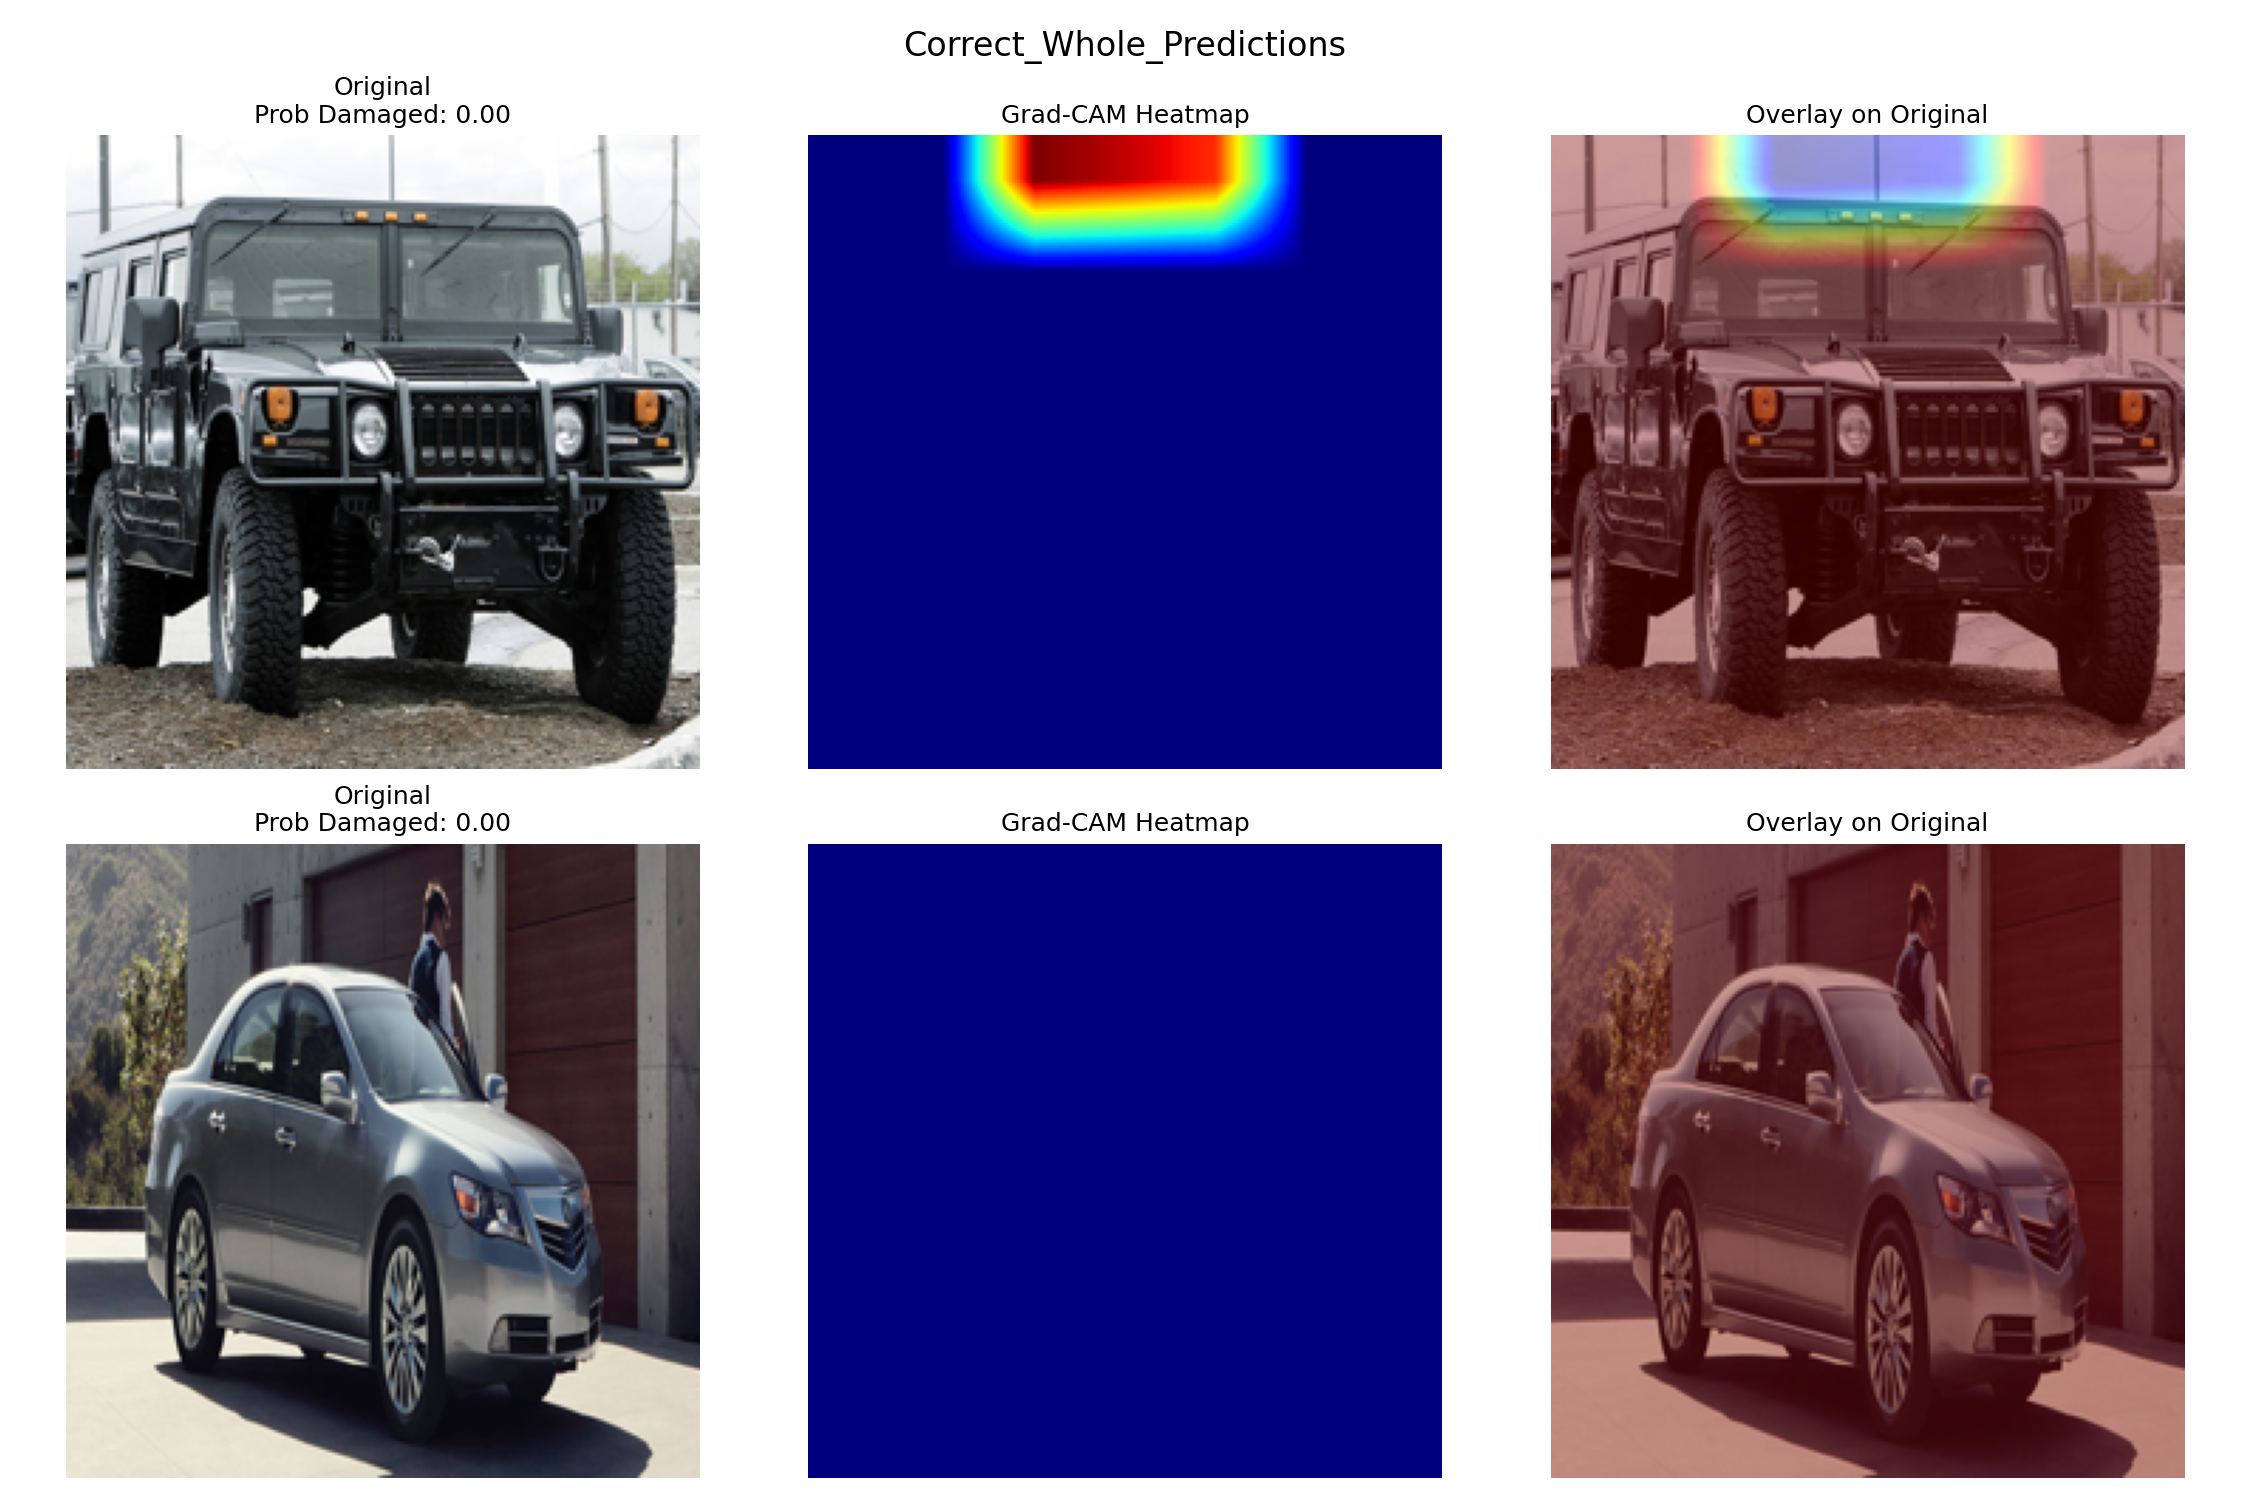 Correct_Whole_Predictions
Original
Prob Damaged: 0.00
Grad-CAM Heatmap
Overlay on Original
Original
Prob Damaged: 0.00
Grad-CAM Heatmap
Overlay on Original